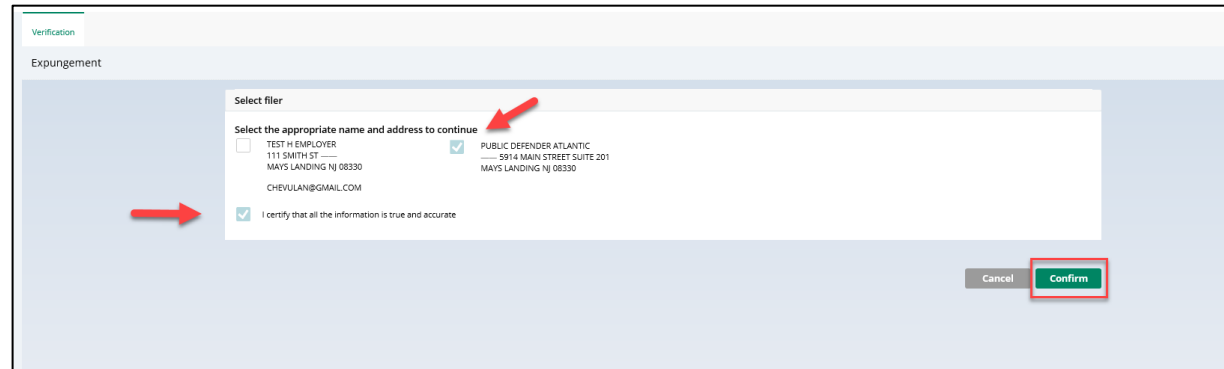 Verification
Expungement
Select filer
Select the appropriate name and address to continue
TEST H EMPLOYER
111 SMITH ST ------
MAYS LANDING NJ 08330
CHEVULAN@GMAIL.COM
PUBLIC DEFENDER ATLANTIC
------ 5914 MAIN STREET SUITE 201
MAYS LANDING NJ 08330
I certify that all the information is true and accurate
Cancel
Confirm